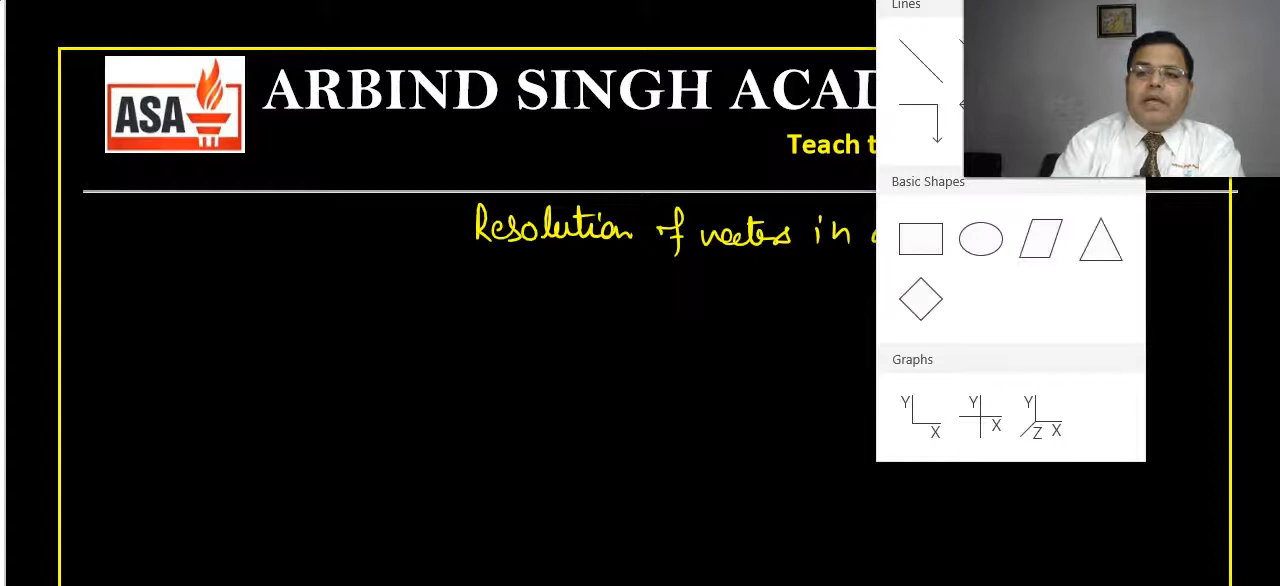 Lines
ASA
ARBIND SINGH ACAD
Teach t
Basic Shapes
Resolution of vectors in
Graphs
Y X
Y X
Y Z X